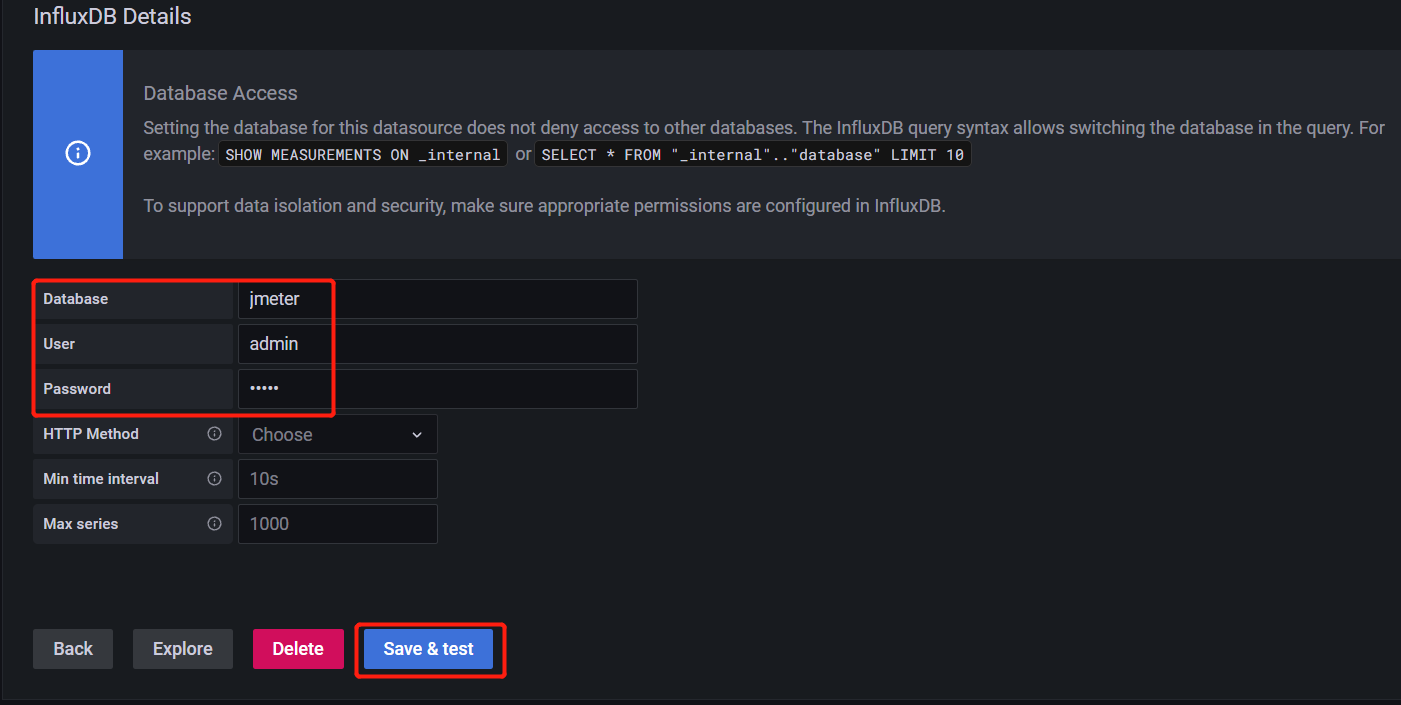 InfluxDB Details
Database Access
Setting the database for this datasource does not deny access to other databases. The InfluxDB query syntax allows switching the database in the query. For
example: SHOW MEASUREMENTS ON _internal or SELECT * FROM "_internal".."database" LIMIT 10
To support data isolation and security, make sure appropriate permissions are configured in InfluxDB.
Database jmeter
User admin
Password •••••
HTTP Method Choose
Min time interval 10s
Max series 1000
Back Explore Delete Save & test